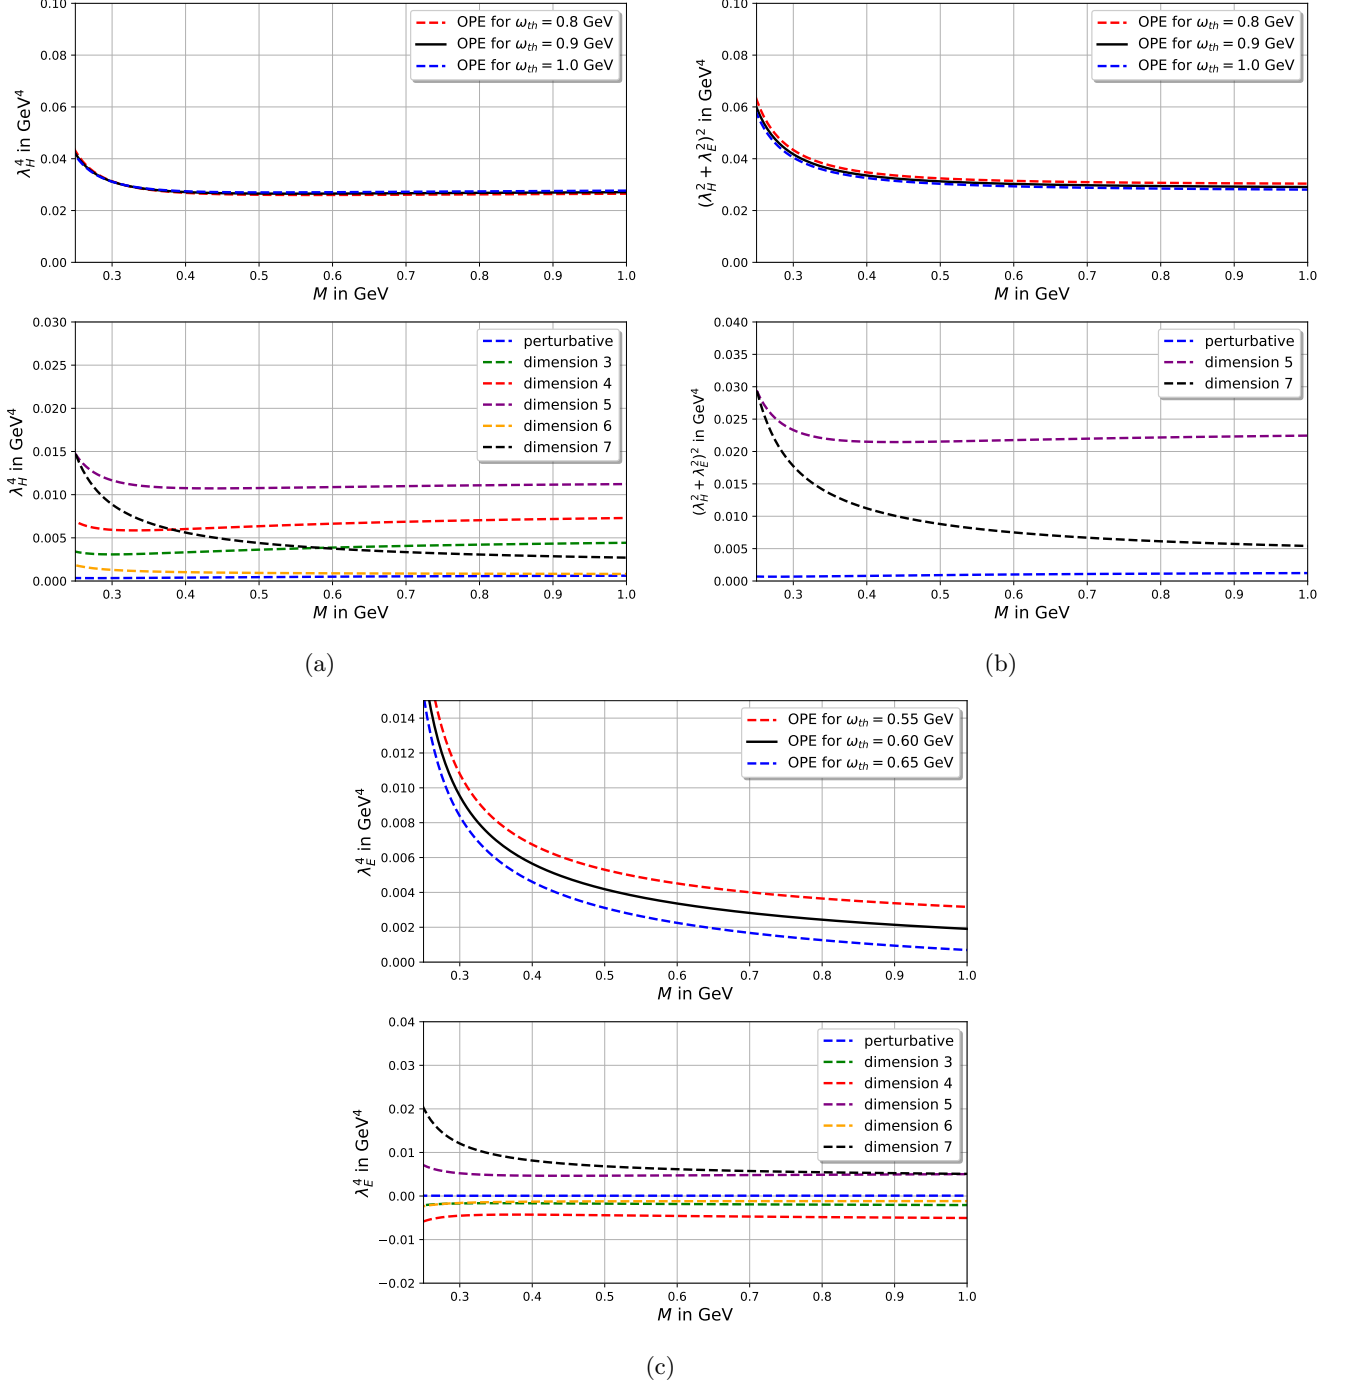 OPE for ω_th = 0.8 GeV
OPE for ω_th = 0.9 GeV
OPE for ω_th = 1.0 GeV
λ_H^4 in GeV^4
0.10
0.08
0.06
0.04
0.02
0.00
0.3 0.4 0.5 0.6 0.7 0.8 0.9 1.0
M in GeV
perturbative
dimension 3
dimension 4
dimension 5
dimension 6
dimension 7
λ_H^4 in GeV^4
0.030
0.025
0.020
0.015
0.010
0.005
0.000
0.3 0.4 0.5 0.6 0.7 0.8 0.9 1.0
M in GeV
(a)
OPE for ω_th = 0.8 GeV
OPE for ω_th = 0.9 GeV
OPE for ω_th = 1.0 GeV
(λ_H^2 + λ_E^2)^2 in GeV^4
0.10
0.08
0.06
0.04
0.02
0.00
0.3 0.4 0.5 0.6 0.7 0.8 0.9 1.0
M in GeV
perturbative
dimension 5
dimension 7
(λ_H^2 + λ_E^2)^2 in GeV^4
0.040
0.035
0.030
0.025
0.020
0.015
0.010
0.005
0.000
0.3 0.4 0.5 0.6 0.7 0.8 0.9 1.0
M in GeV
(b)
OPE for ω_th = 0.55 GeV
OPE for ω_th = 0.60 GeV
OPE for ω_th = 0.65 GeV
λ_E^4 in GeV^4
0.014
0.012
0.010
0.008
0.006
0.004
0.002
0.000
0.3 0.4 0.5 0.6 0.7 0.8 0.9 1.0
M in GeV
perturbative
dimension 3
dimension 4
dimension 5
dimension 6
dimension 7
λ_E^4 in GeV^4
0.04
0.03
0.02
0.01
0.00
−0.01
−0.02
0.3 0.4 0.5 0.6 0.7 0.8 0.9 1.0
M in GeV
(c)